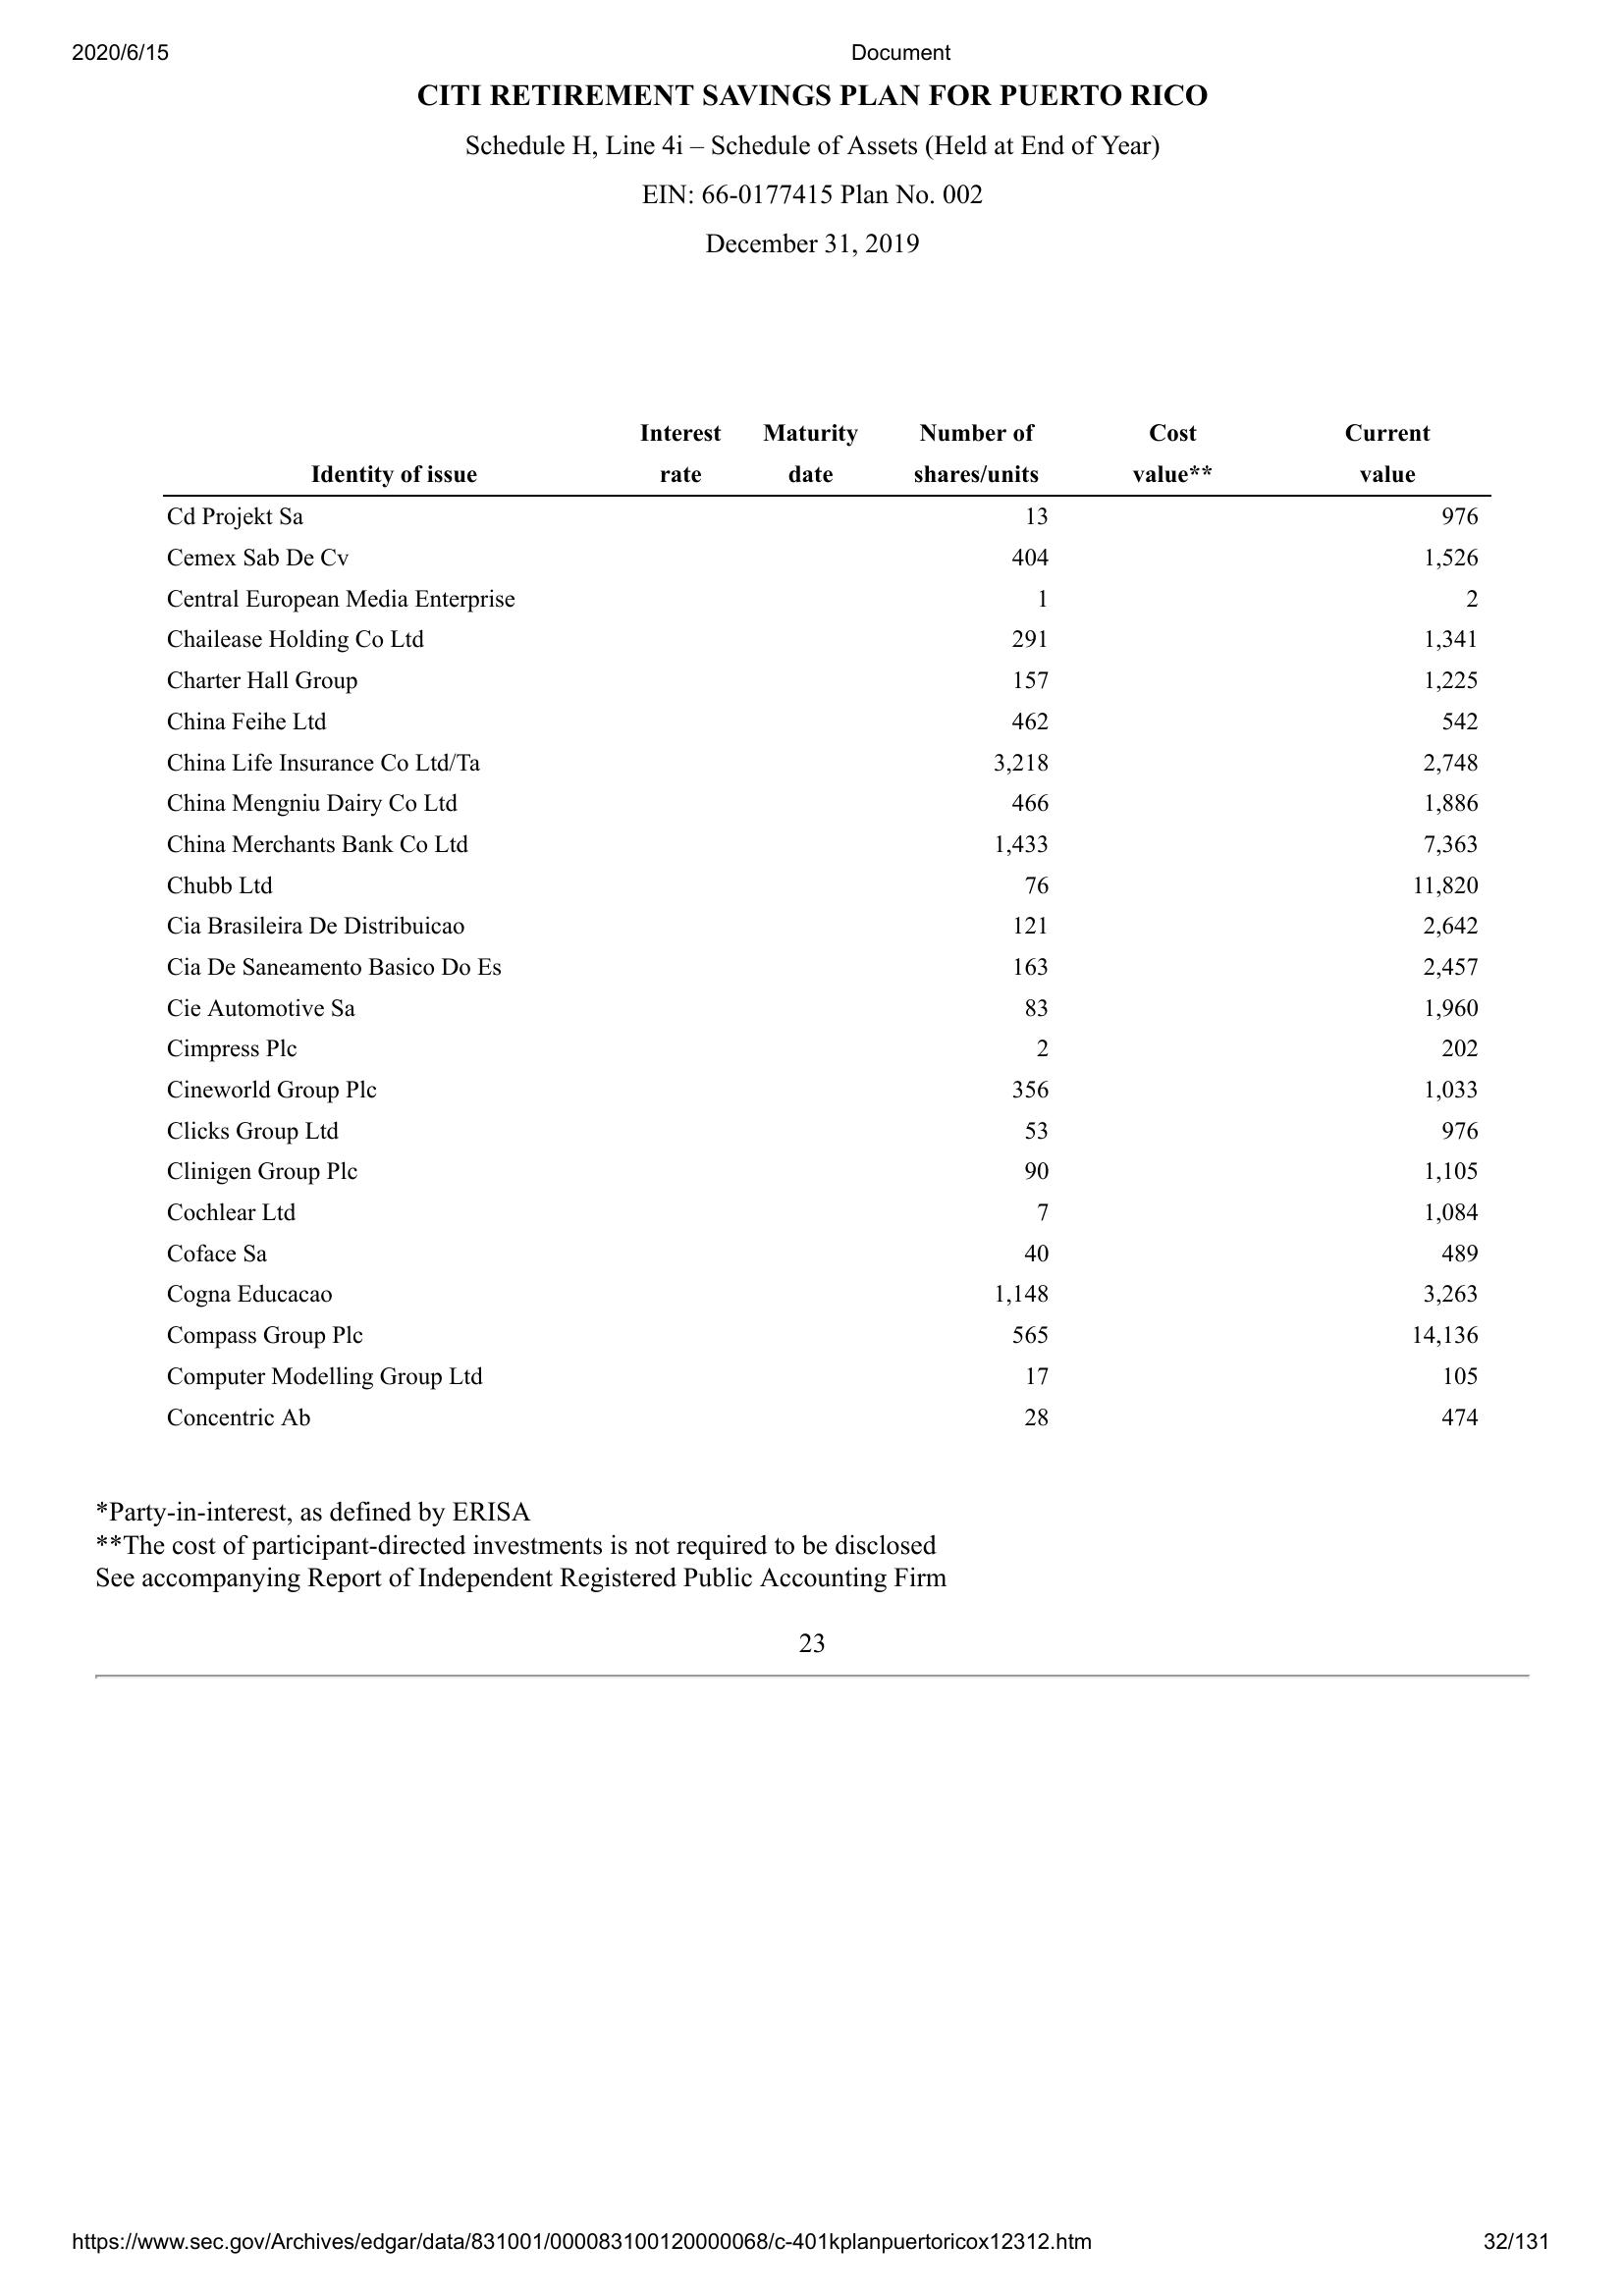 2020/6/15 Document
CITI RETIREMENT SAVINGS PLAN FOR PUERTO RICO
Schedule H, Line 4i – Schedule of Assets (Held at End of Year)
EIN: 66-0177415 Plan No. 002
December 31, 2019
Interest Maturity Number of Cost Current
Identity of issue rate date shares/units value** value
Cd Projekt Sa 13 976
Cemex Sab De Cv 404 1,526
Central European Media Enterprise 1 2
Chailease Holding Co Ltd 291 1,341
Charter Hall Group 157 1,225
China Feihe Ltd 462 542
China Life Insurance Co Ltd/Ta 3,218 2,748
China Mengniu Dairy Co Ltd 466 1,886
China Merchants Bank Co Ltd 1,433 7,363
Chubb Ltd 76 11,820
Cia Brasileira De Distribuicao 121 2,642
Cia De Saneamento Basico Do Es 163 2,457
Cie Automotive Sa 83 1,960
Cimpress Plc 2 202
Cineworld Group Plc 356 1,033
Clicks Group Ltd 53 976
Clinigen Group Plc 90 1,105
Cochlear Ltd 7 1,084
Coface Sa 40 489
Cogna Educacao 1,148 3,263
Compass Group Plc 565 14,136
Computer Modelling Group Ltd 17 105
Concentric Ab 28 474
*Party-in-interest, as defined by ERISA
**The cost of participant-directed investments is not required to be disclosed
See accompanying Report of Independent Registered Public Accounting Firm
23
https://www.sec.gov/Archives/edgar/data/831001/000083100120000068/c-401kplanpuertoricox12312.htm 32/131